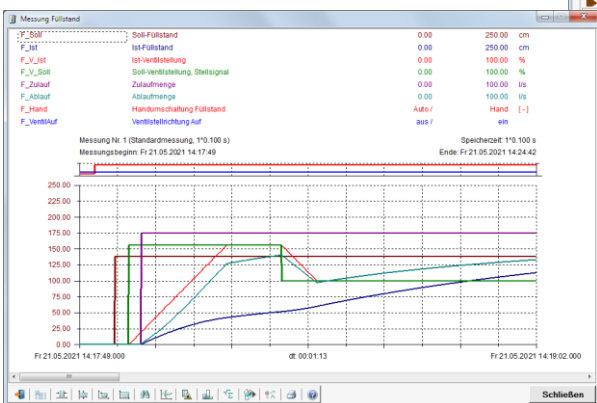 Messung Füllstand
F_Soll Soll-Füllstand 0.00 250.00 cm
F_Ist Ist-Füllstand 0.00 250.00 cm
F_V_Ist Ist-Ventilstellung 0.00 100.00 %
F_V_Soll Soll-Ventilstellung, Stellsignal 0.00 100.00 %
F_Zulauf Zulaufmenge 0.00 100.00 l/s
F_Ablauf Ablaufmenge 0.00 100.00 l/s
F_Hand Handumschaltung Füllstand Auto / Hand [-]
F_VentilAuf Ventilstellrichtung Auf aus / ein
Messung Nr. 1 (Standardmessung, 1*0.100 s) Speicherzeit: 1*0.100 s
Messungsbeginn: Fr 21.05.2021 14:17:49 Ende: Fr 21.05.2021 14:24:42
250.00
225.00
200.00
175.00
150.00
125.00
100.00
75.00
50.00
25.00
0.00
Fr 21.05.2021 14:17:49.000 dt: 00:01:13 Fr 21.05.2021 14:19:02.000
Schließen